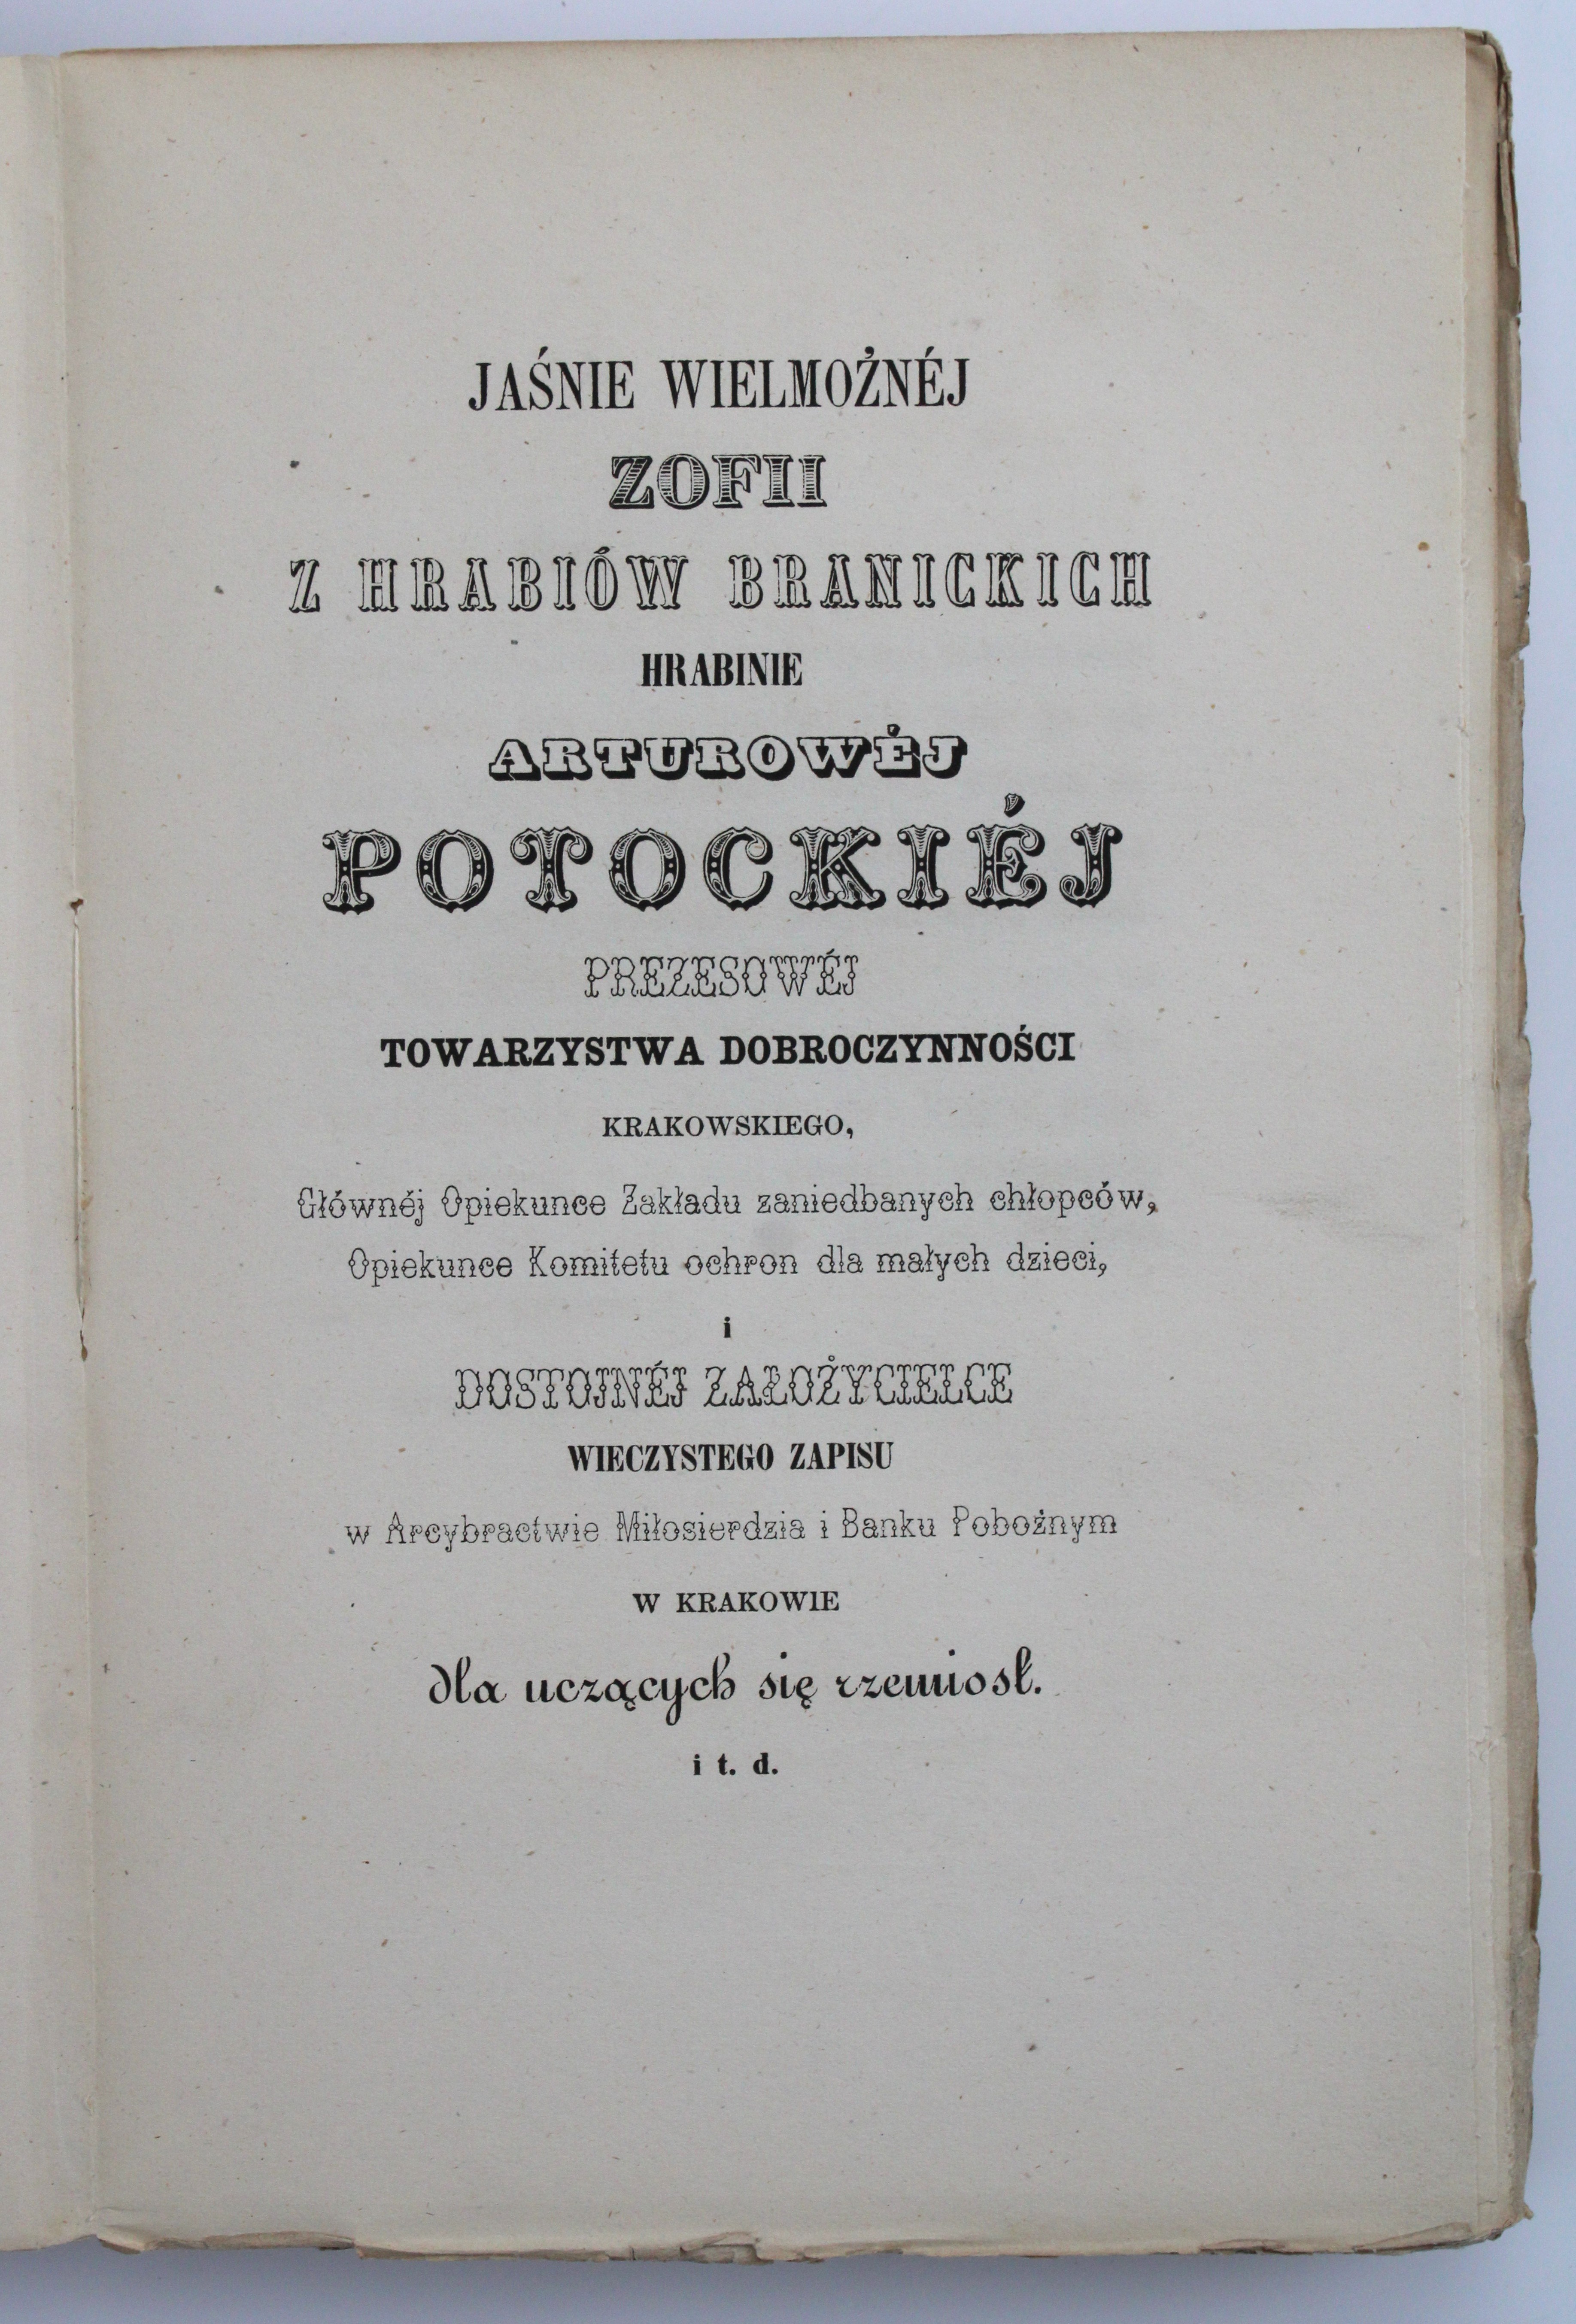 JAŚNIE WIELMOŻNÉJ
ZOFII
Z HRABIÓW BRANICKICH
HRABINIE
ARTUROWÉJ
POTOCKIÉJ
PREZESOWÉJ
TOWARZYSTWA DOBROCZYNNOŚCI
KRAKOWSKIEGO,
Głównéj Opiekunce Zakładu zaniedbanych chłopców,
Opiekunce Komitetu ochron dla małych dzieci,
i
DOSTOJNÉJ ZAŁOŻYCIELCE
WIECZYSTEGO ZAPISU
w Arcybractwie Miłosierdzia i Banku Pobożnym
W KRAKOWIE
dla uczących się rzemiosł.
i t. d.